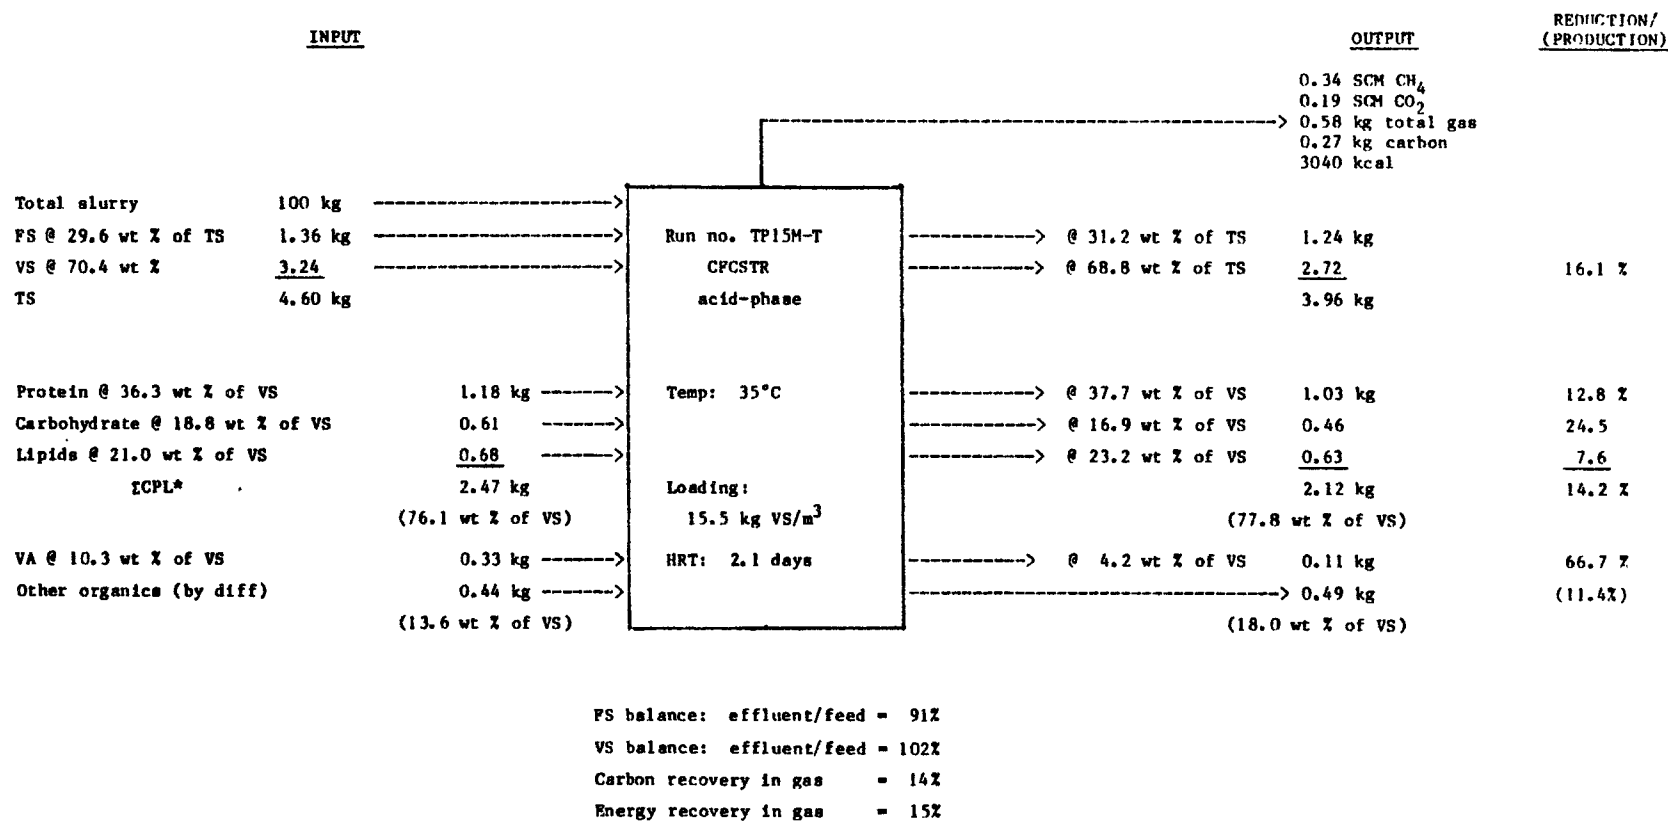 INPUT OUTPUT REDUCTION/
(PRODUCTION)
0.34 SCM CH4
0.19 SCM CO2
0.58 kg total gas
0.27 kg carbon
3040 kcal
Total slurry 100 kg
FS @ 29.6 wt % of TS 1.36 kg Run no. TP15M-T @ 31.2 wt % of TS 1.24 kg
VS @ 70.4 wt % 3.24 CFCSTR @ 68.8 wt % of TS 2.72 16.1 %
TS 4.60 kg acid-phase 3.96 kg
Protein @ 36.3 wt % of VS 1.18 kg Temp: 35°C @ 37.7 wt % of VS 1.03 kg 12.8 %
Carbohydrate @ 18.8 wt % of VS 0.61 @ 16.9 wt % of VS 0.46 24.5
Lipids @ 21.0 wt % of VS 0.68 @ 23.2 wt % of VS 0.63 7.6
ΣCPL* 2.47 kg Loading: 2.12 kg 14.2 %
(76.1 wt % of VS) 15.5 kg VS/m3 (77.8 wt % of VS)
VA @ 10.3 wt % of VS 0.33 kg HRT: 2.1 days @ 4.2 wt % of VS 0.11 kg 66.7 %
Other organics (by diff) 0.44 kg 0.49 kg (11.4%)
(13.6 wt % of VS) (18.0 wt % of VS)
FS balance: effluent/feed = 91%
VS balance: effluent/feed = 102%
Carbon recovery in gas = 14%
Energy recovery in gas = 15%